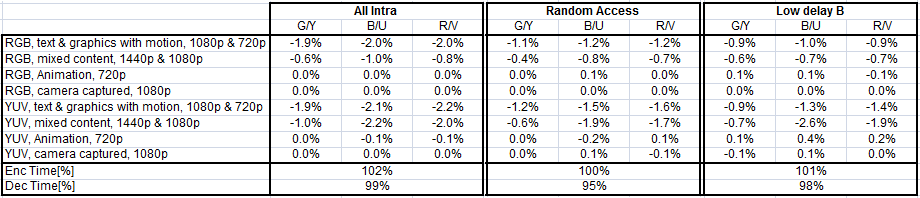 All Intra Random Access Low delay B
G/Y B/U R/V G/Y B/U R/V G/Y B/U R/V
RGB, text & graphics with motion, 1080p & 720p -1.9% -2.0% -2.0% -1.1% -1.2% -1.2% -0.9% -1.0% -0.9%
RGB, mixed content, 1440p & 1080p -0.6% -1.0% -0.8% -0.4% -0.8% -0.7% -0.6% -0.7% -0.7%
RGB, Animation, 720p 0.0% 0.0% 0.0% 0.0% 0.1% 0.0% 0.1% 0.1% -0.1%
RGB, camera captured, 1080p 0.0% 0.0% 0.0% 0.0% 0.0% 0.0% 0.0% 0.0% 0.0%
YUV, text & graphics with motion, 1080p & 720p -1.9% -2.1% -2.2% -1.2% -1.5% -1.6% -0.9% -1.3% -1.4%
YUV, mixed content, 1440p & 1080p -1.0% -2.2% -2.0% -0.6% -1.9% -1.7% -0.7% -2.6% -1.9%
YUV, Animation, 720p 0.0% -0.1% -0.1% 0.0% -0.2% 0.1% 0.1% 0.4% 0.2%
YUV, camera captured, 1080p 0.0% 0.0% 0.0% 0.0% 0.1% -0.1% -0.1% 0.1% 0.0%
Enc Time[%] 102% 100% 101%
Dec Time[%] 99% 95% 98%